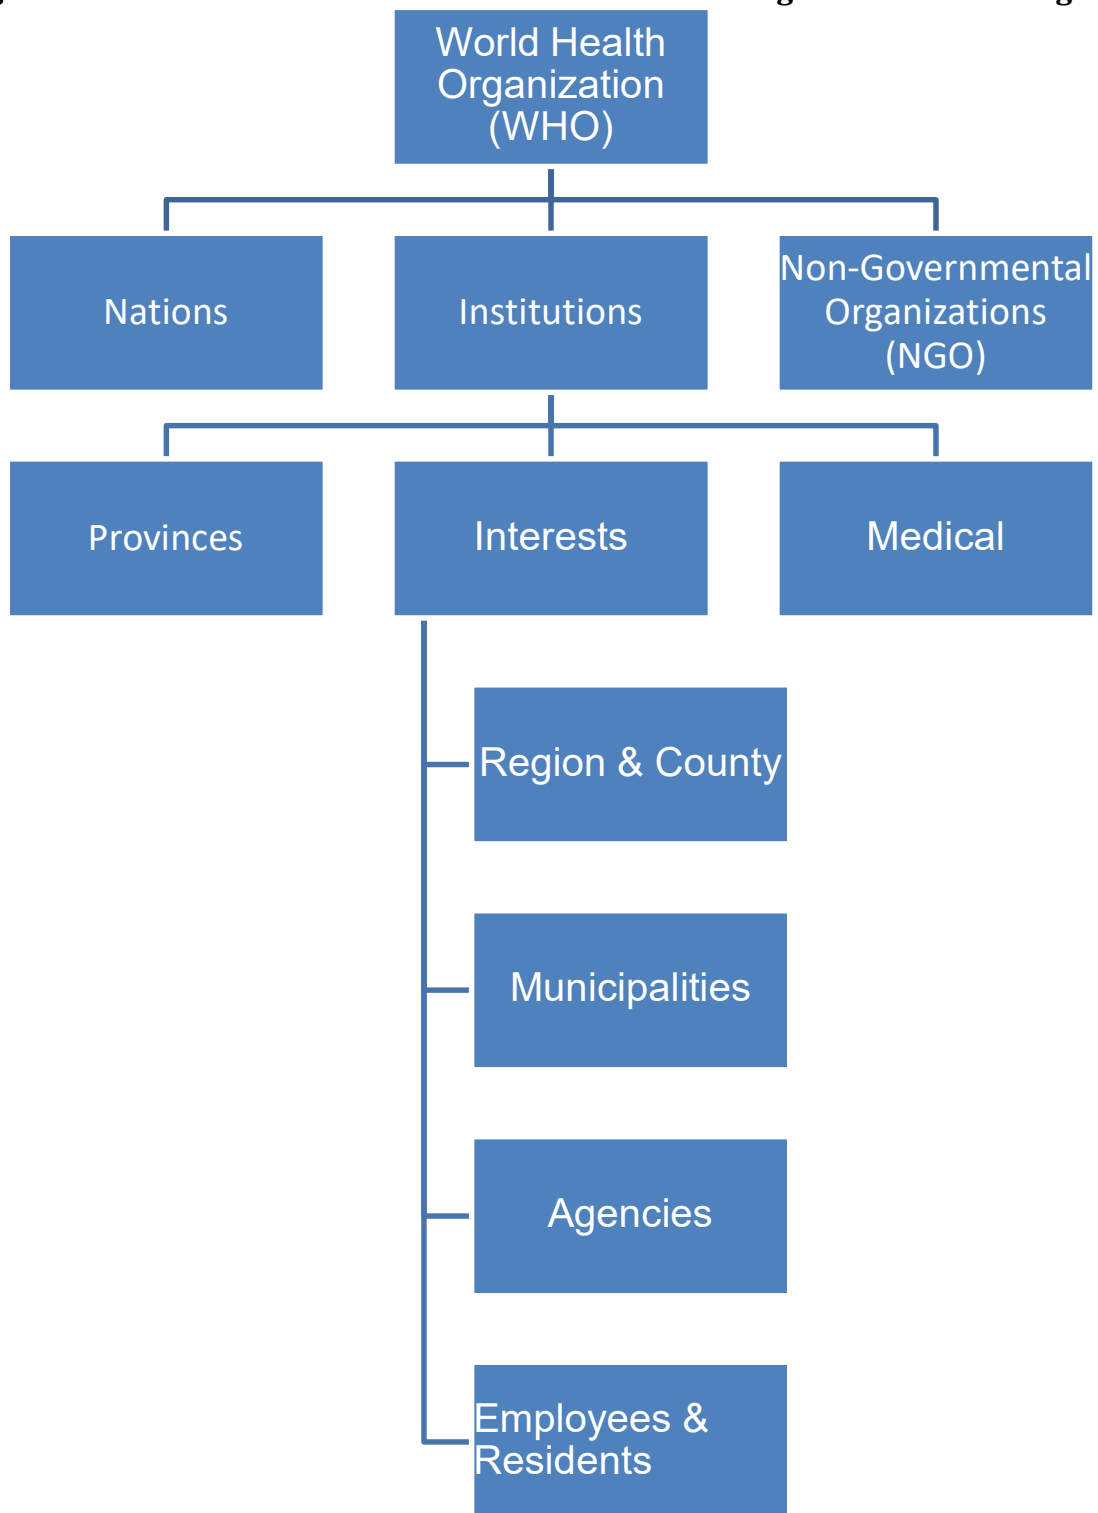 World Health
Organization
(WHO)
Nations
Institutions
Non-Governmental
Organizations
(NGO)
Provinces
Interests
Medical
Region & County
Municipalities
Agencies
Employees &
Residents